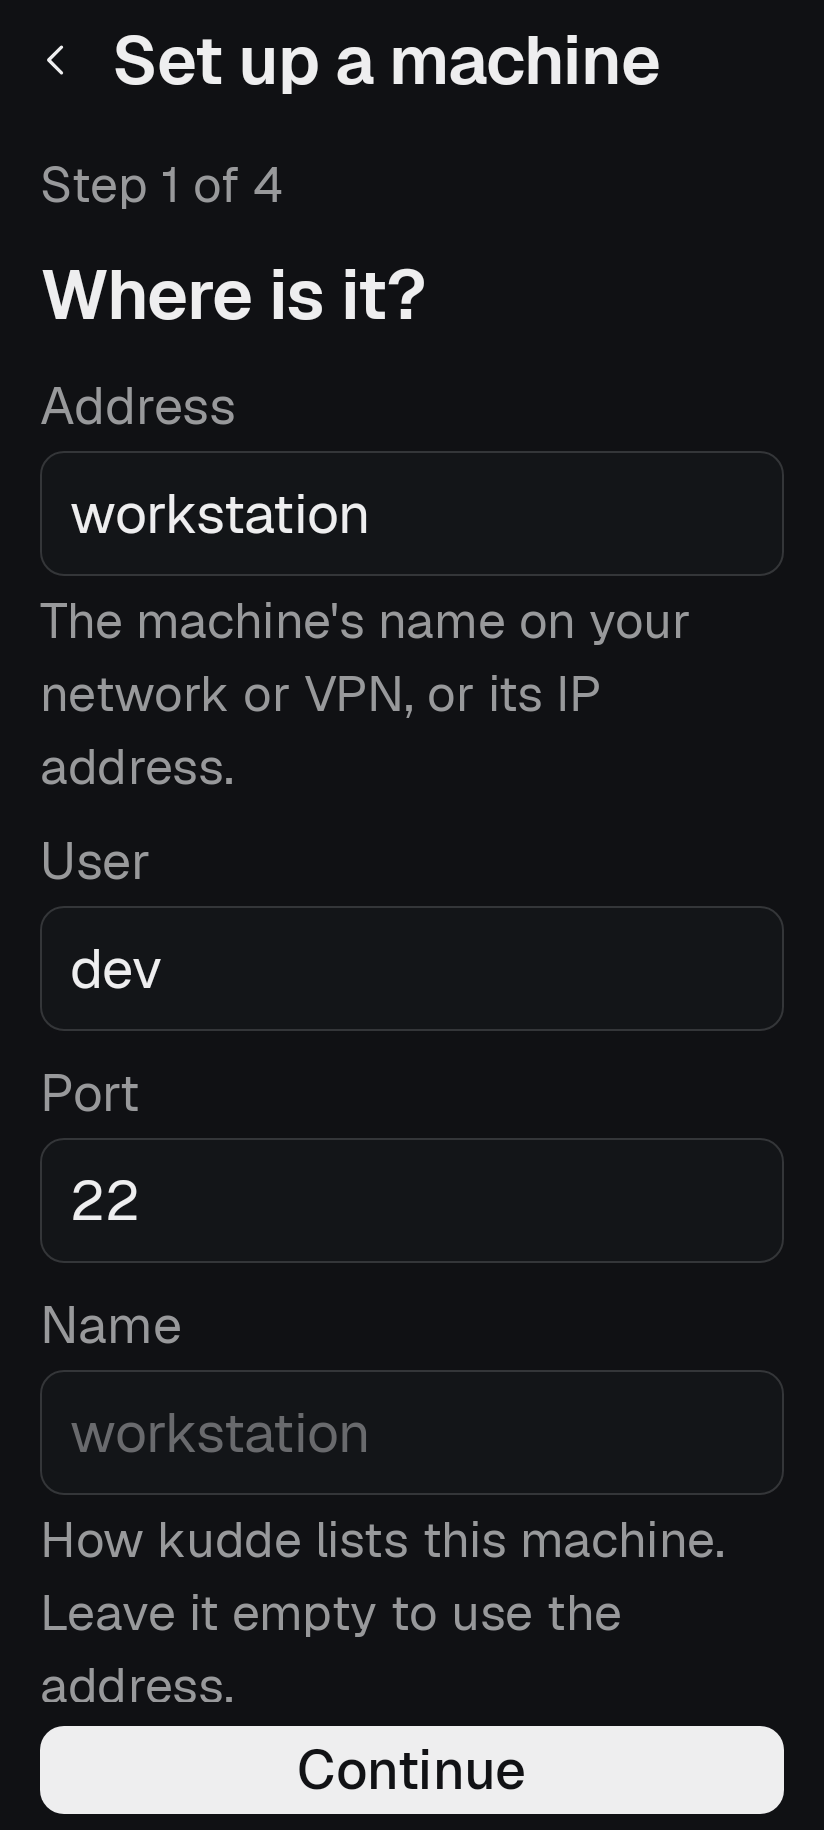 Set up a machine
Step 1 of 4
Where is it?
Address
workstation
The machine's name on your
network or VPN, or its IP
address.
User
dev
Port
22
Name
workstation
How kudde lists this machine.
Leave it empty to use the
address.
Continue